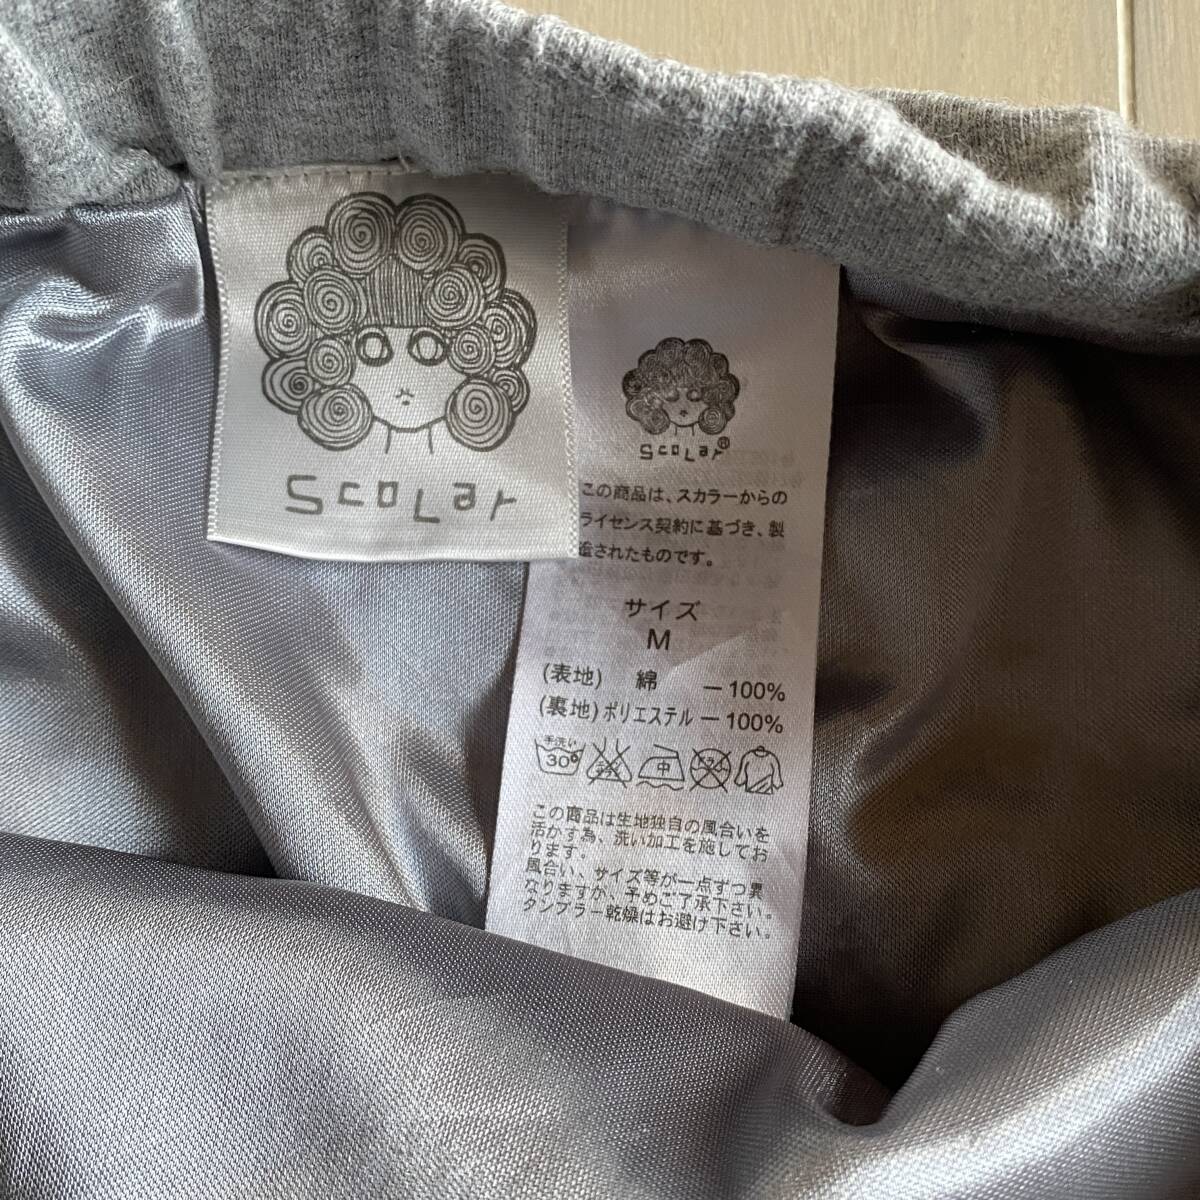 ScoLar
ScoLar®
この商品は、スカラーからの
ライセンス契約に基づき、製
造されたものです。
サイズ
M
(表地) 綿 ー100%
(裏地)ポリエステルー100%
手洗い
30°
中
この商品は生地独自の風合いを
活かす為、洗い加工を施してお
ります。
風合い、サイズ等が一点ずつ異
なりますが、予めご了承下さい。
タンブラー乾燥はお避け下さい。